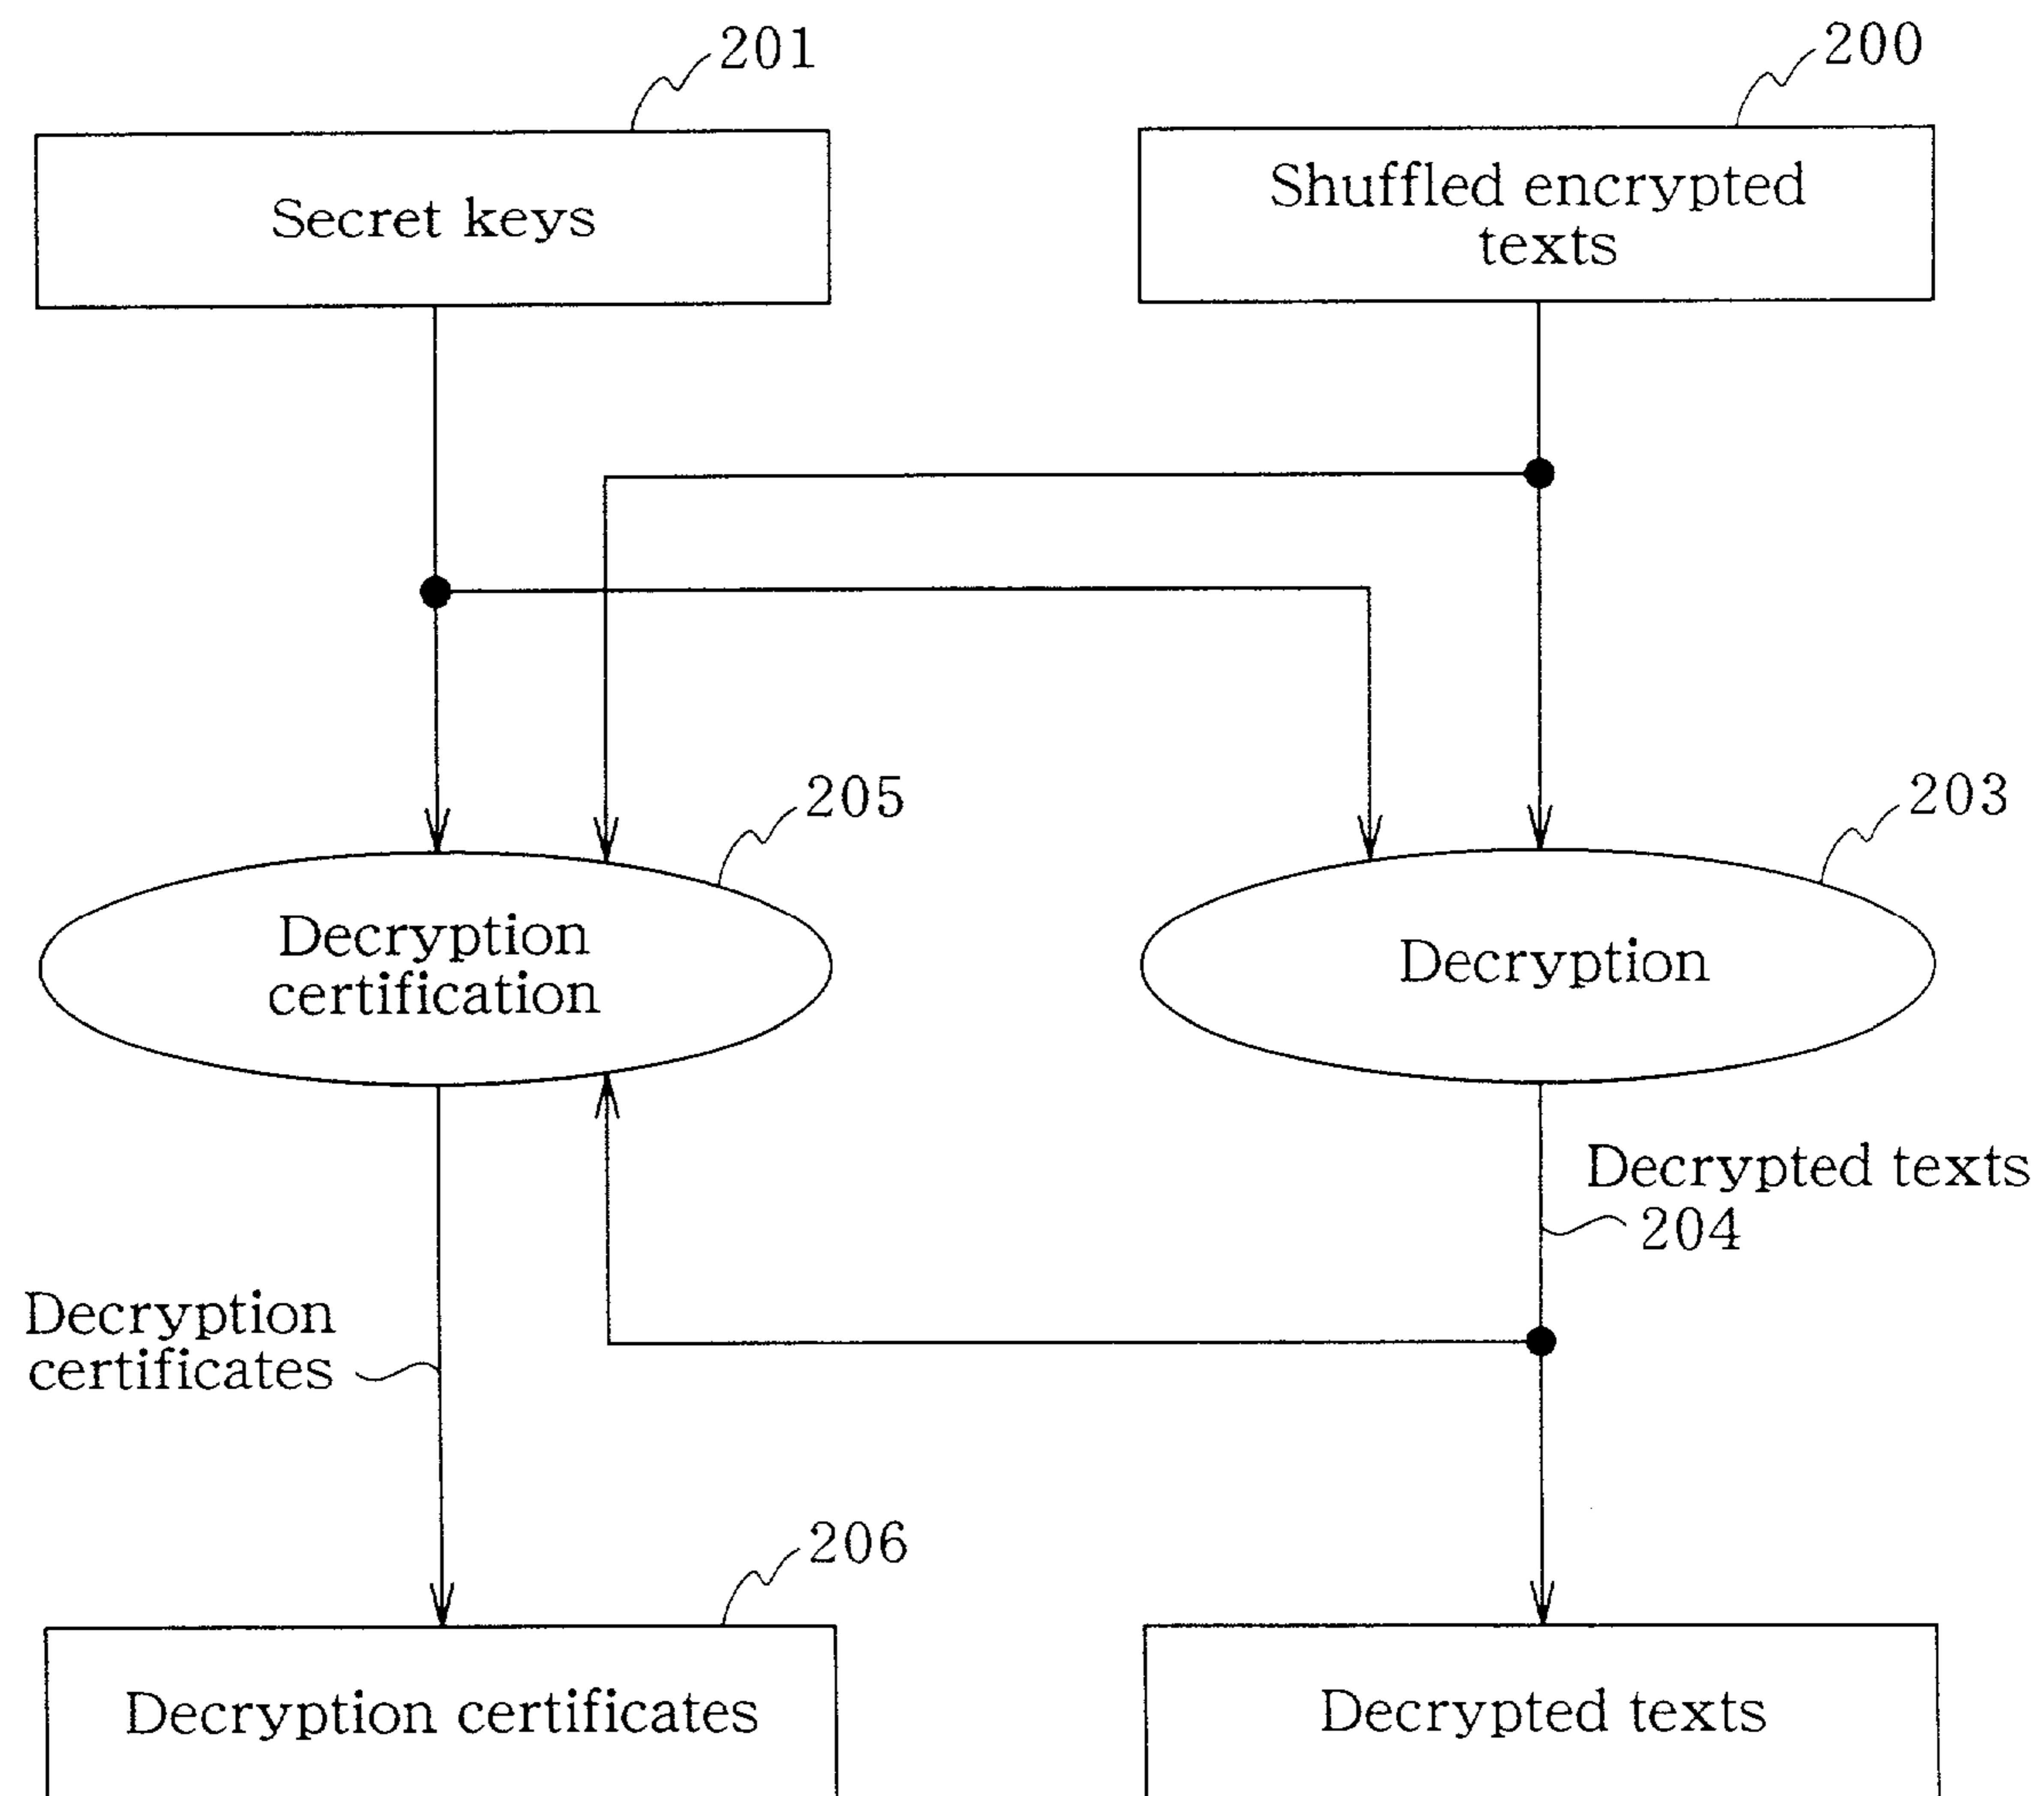 201
200
Secret keys
Shuffled encrypted
texts
205
203
Decryption
certification
Decryption
Decrypted texts
204
Decryption
certificates
206
Decryption certificates
Decrypted texts